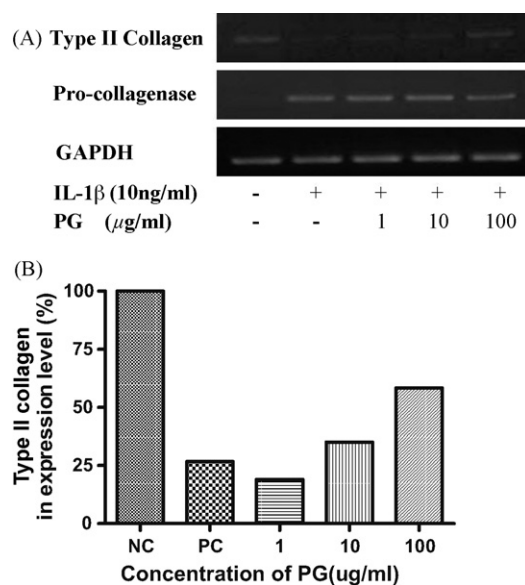 (A) Type II Collagen
Pro-collagenase
GAPDH
IL-1β (10ng/ml) - + + + +
PG (μg/ml) - - 1 10 100
(B)
Type II collagen
in expression level (%)
100
75
50
25
0
NC PC 1 10 100
Concentration of PG(ug/ml)